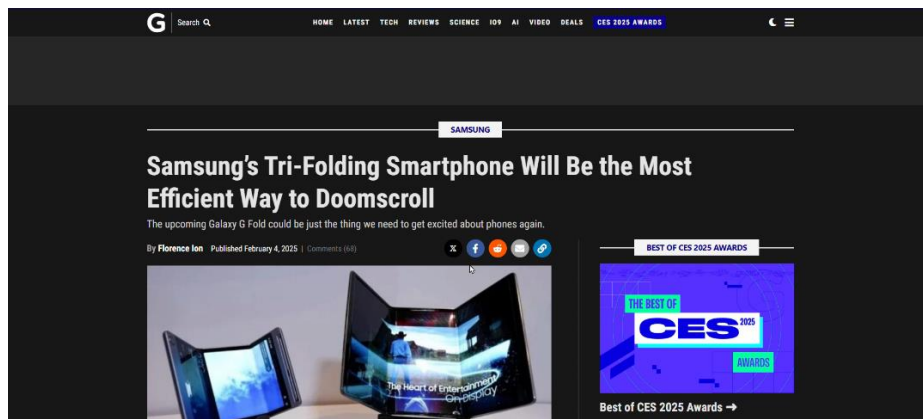 G
Search
HOME LATEST TECH REVIEWS SCIENCE IO9 AI VIDEO DEALS CES 2025 AWARDS
SAMSUNG
Samsung's Tri-Folding Smartphone Will Be the Most
Efficient Way to Doomscroll
The upcoming Galaxy G Fold could be just the thing we need to get excited about phones again.
By Florence Ion Published February 4, 2025 | Comments (68)
X
f
The Heart of Entertainment
On Display
BEST OF CES 2025 AWARDS
THE BEST OF
CES 2025
AWARDS
Best of CES 2025 Awards →